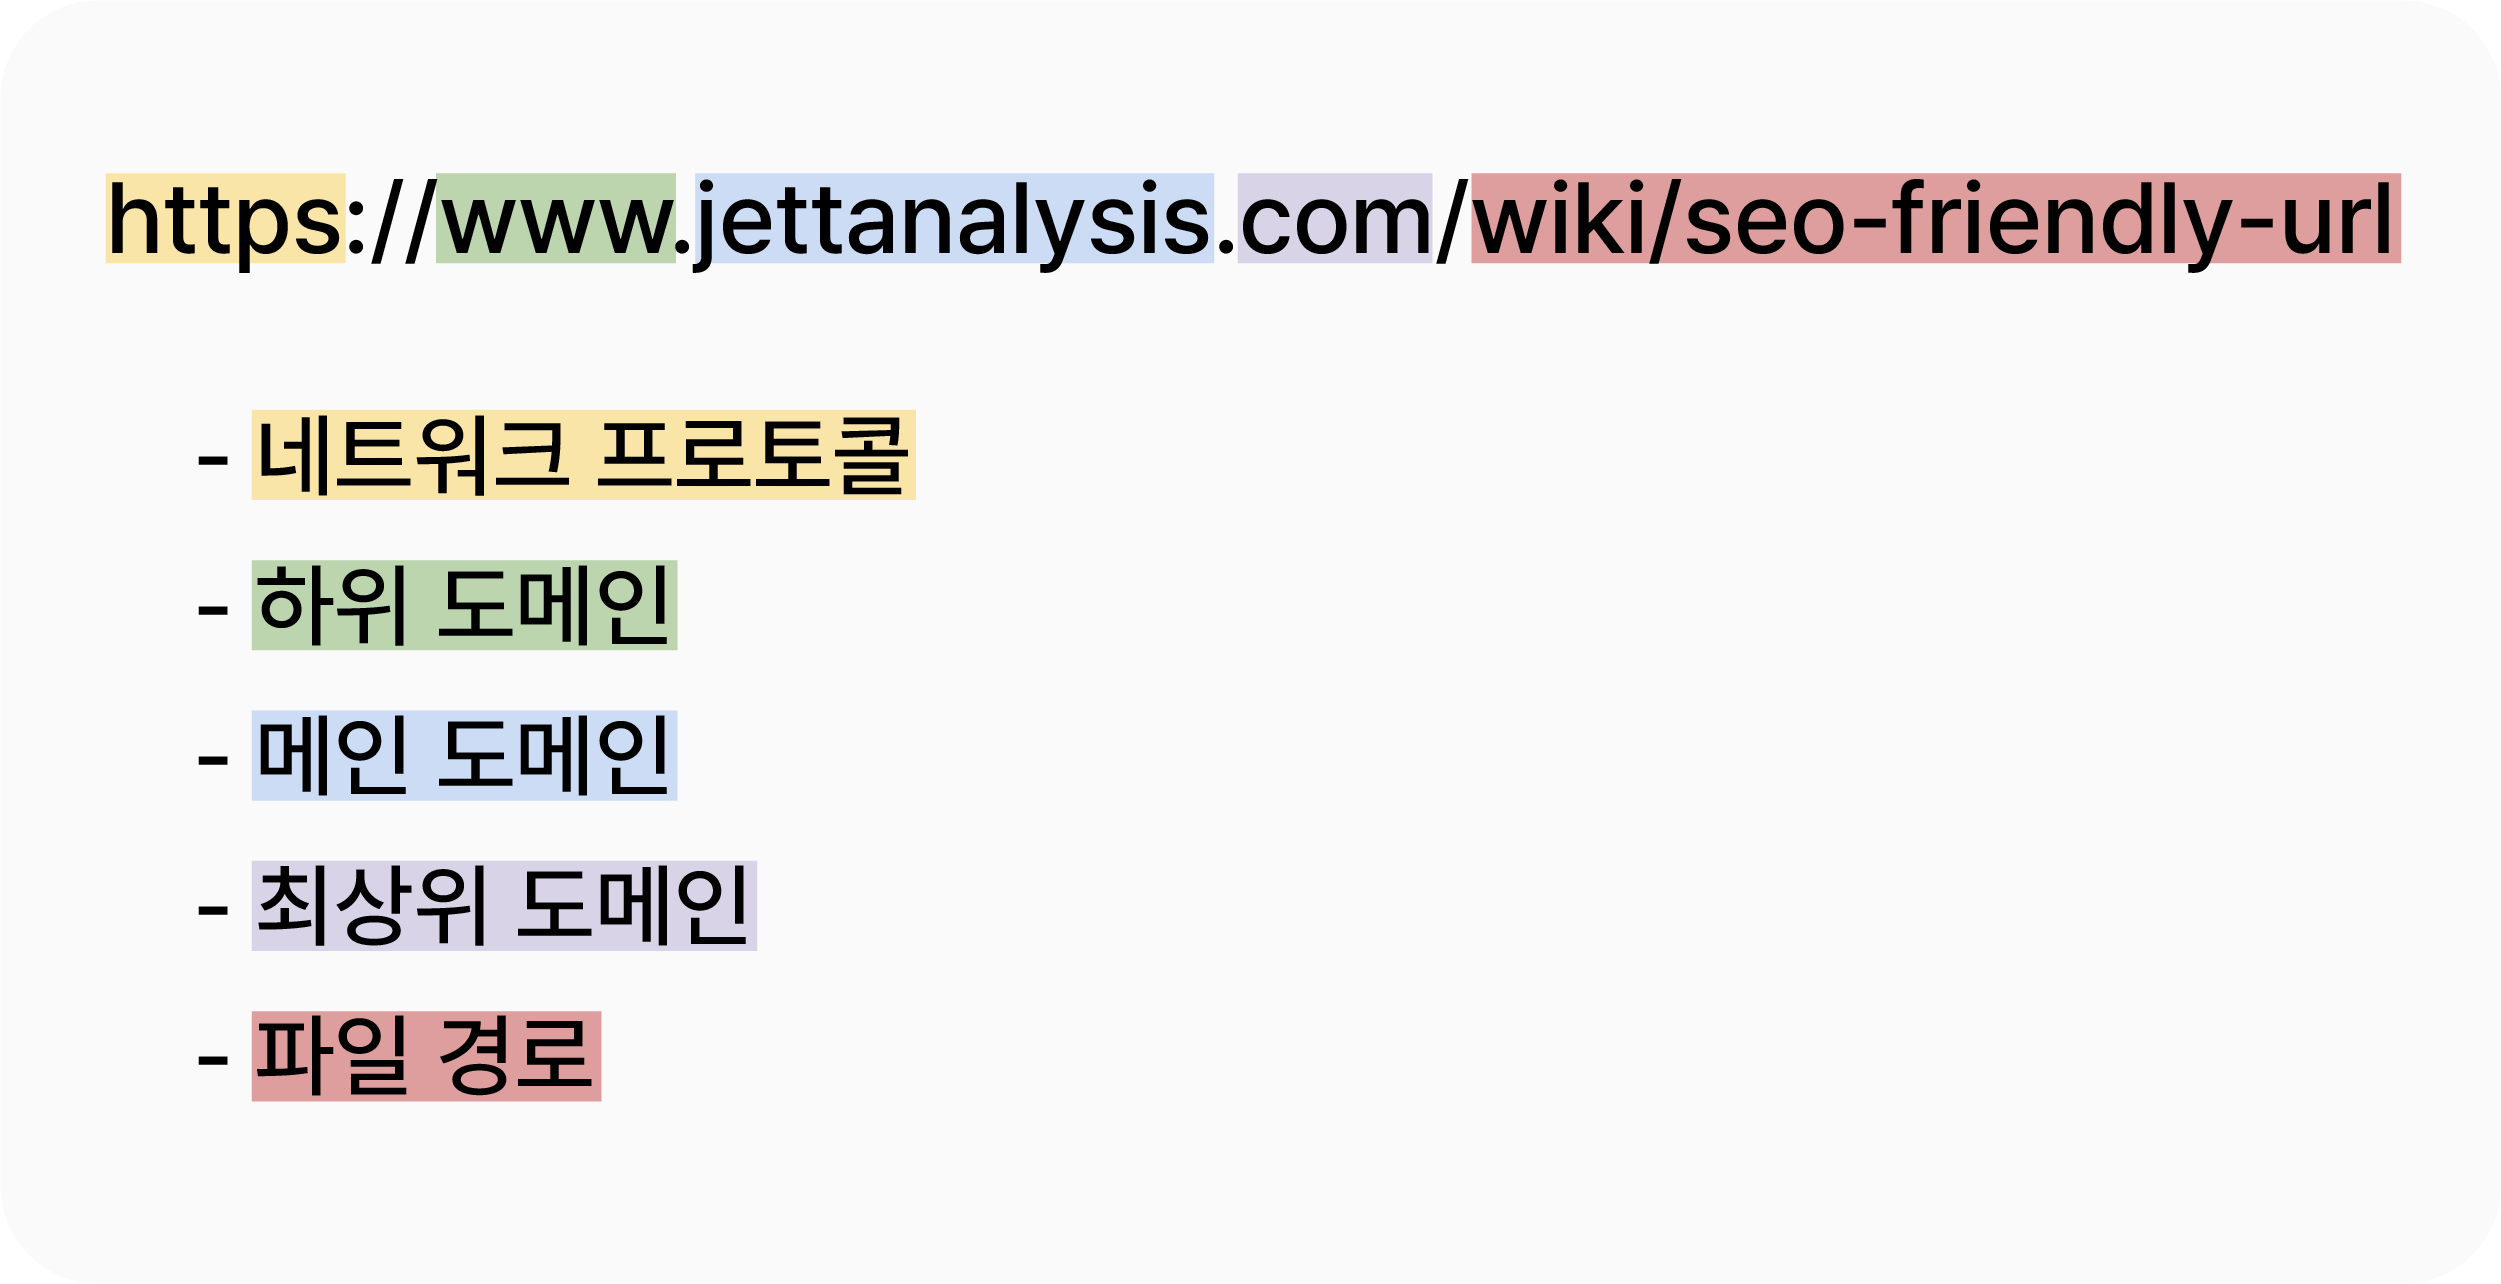 https://www.jettanalysis.com/wiki/seo-friendly-url
- 네트워크 프로토콜
- 하위 도메인
- 메인 도메인
- 최상위 도메인
- 파일 경로